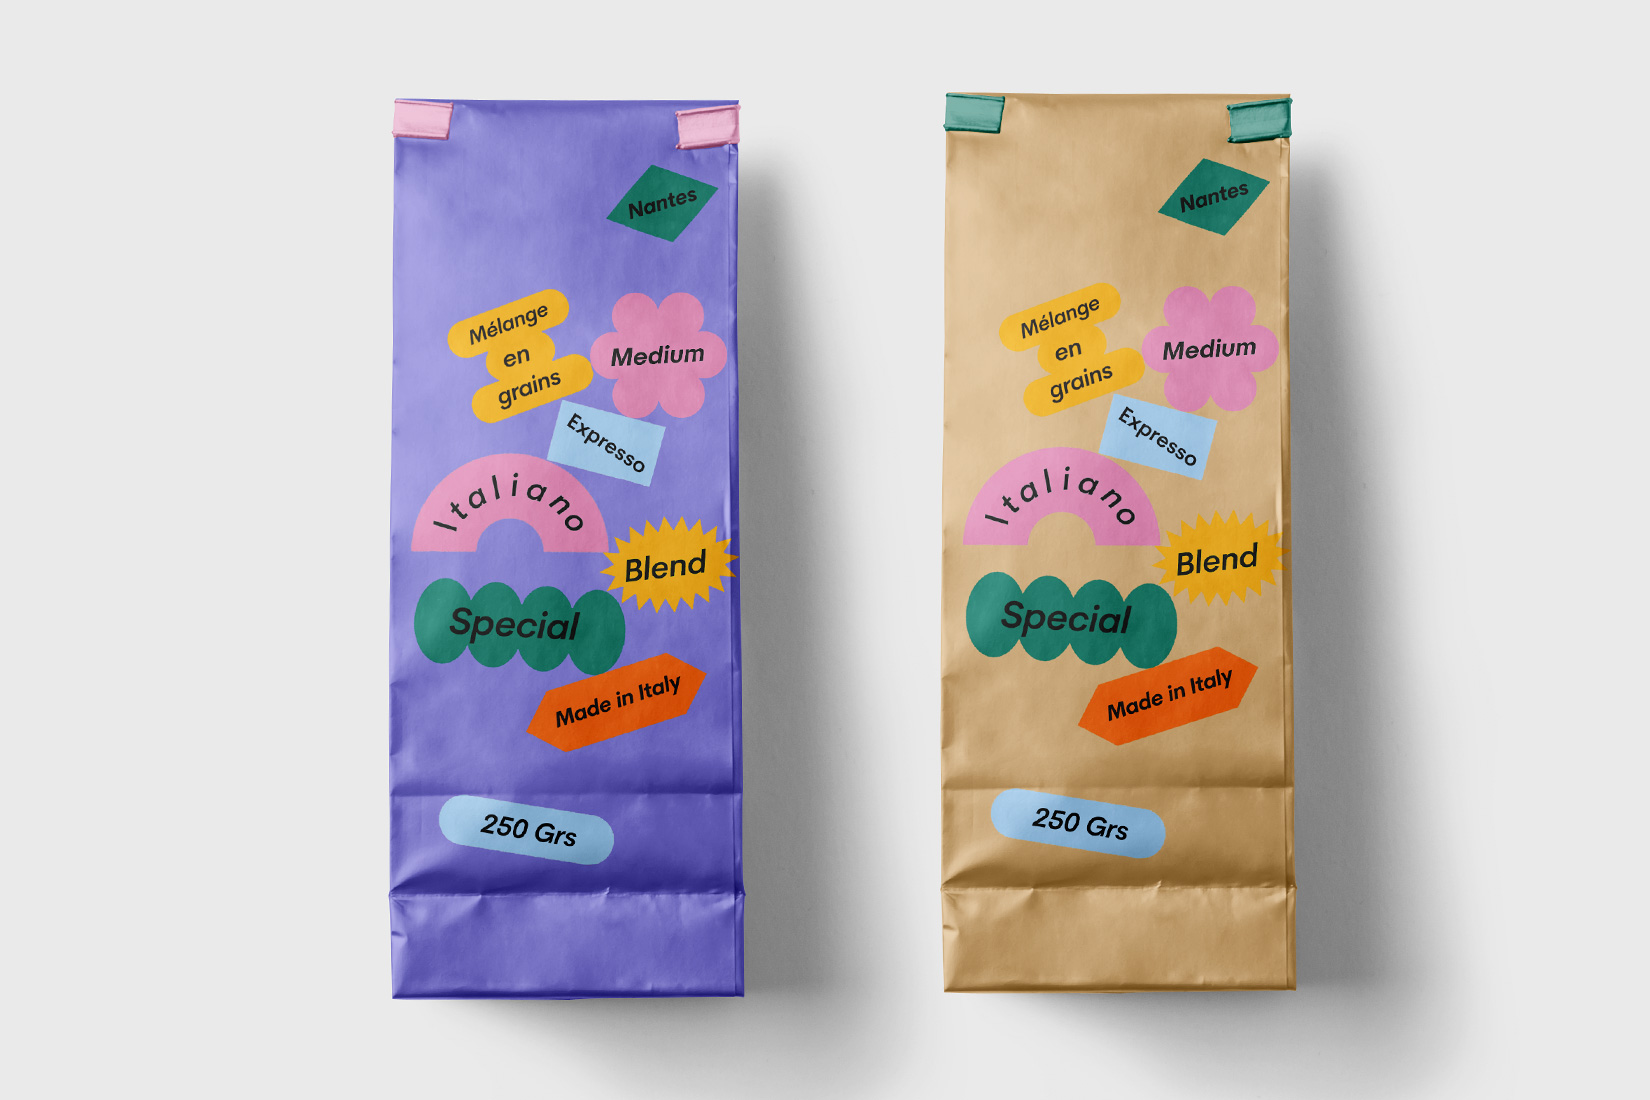 Nantes
Mélange
en
grains
Medium
Expresso
Italiano
Blend
Special
Made in Italy
250 Grs
Nantes
Mélange
en
grains
Medium
Expresso
Italiano
Blend
Special
Made in Italy
250 Grs